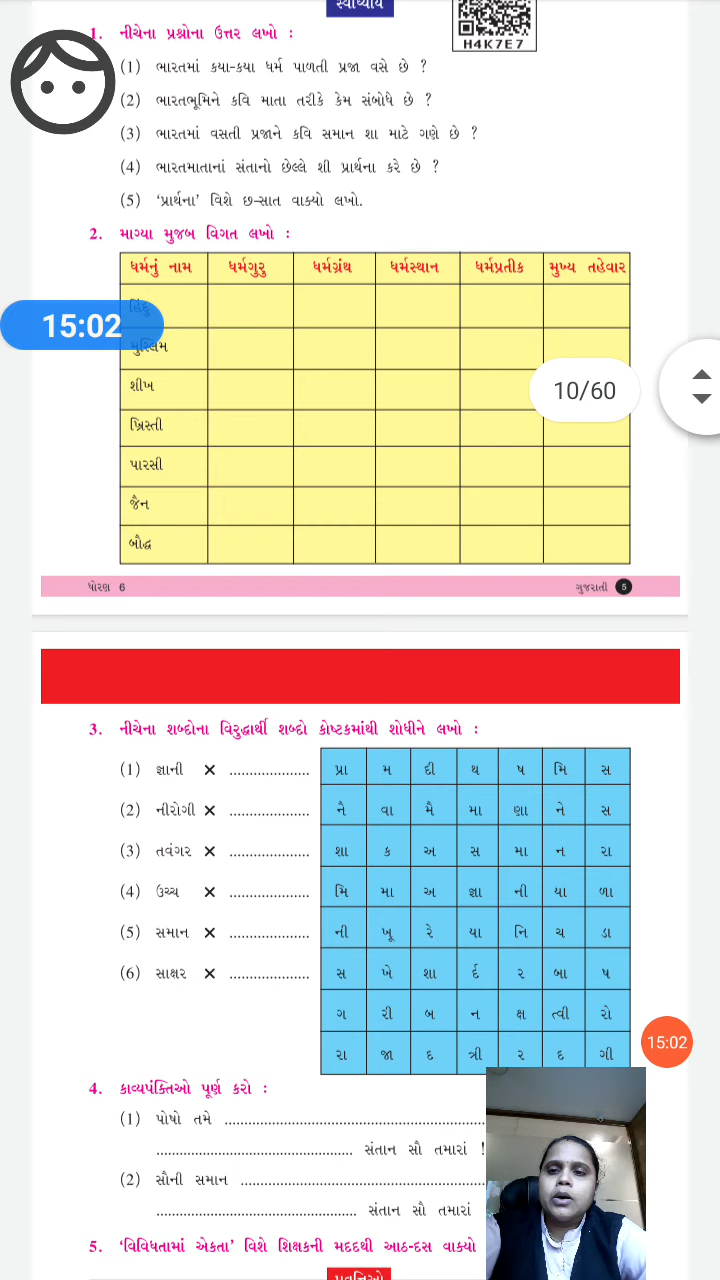 સ્વાધ્યાય
H4K7E7
1. નીચેના પ્રશ્નોના ઉત્તર લખો :
(1) ભારતમાં કયા-કયા ધર્મ પાળતી પ્રજા વસે છે ?
(2) ભારતભૂમિને કવિ માતા તરીકે કેમ સંબોધે છે ?
(3) ભારતમાં વસતી પ્રજાને કવિ સમાન શા માટે ગણે છે ?
(4) ભારતમાતાનાં સંતાનો છેલ્લે શી પ્રાર્થના કરે છે ?
(5) ‘પ્રાર્થના’ વિશે છ-સાત વાક્યો લખો.
2. માગ્યા મુજબ વિગત લખો :
ધર્મનું નામ ધર્મગુરુ ધર્મગ્રંથ ધર્મસ્થાન ધર્મપ્રતીક મુખ્ય તહેવાર
હિંદુ
15:02
મુસ્લિમ
શીખ
10/60
ખ્રિસ્તી
પારસી
જૈન
બૌદ્ધ
ધોરણ 6 ગુજરાતી 5
3. નીચેના શબ્દોના વિરુદ્ધાર્થી શબ્દો કોષ્ટકમાંથી શોધીને લખો :
(1) જ્ઞાની × ....................
(2) નીરોગી × ....................
(3) તવંગર × ....................
(4) ઉચ્ચ × ....................
(5) સમાન × ....................
(6) સાક્ષર × ....................
પ્રા મ દી થ ષ મિ સ
નૈ વા મૈ મા ણા ને સ
શા ક અ સ મા ન રા
મિ મા અ જ્ઞા ની યા ળા
ની ખૂ રે યા નિ ચ ડા
સ ખે શા ર્દ ર બા ષ
ગ રી બ ન ક્ષ ત્વી રો
રા જા દ ત્રી ર દ ગી
15:02
4. કાવ્યપંક્તિઓ પૂર્ણ કરો :
(1) પોષો તમે ................................................................
................................................ સંતાન સૌ તમારાં !
(2) સૌની સમાન ............................................................
................................................ સંતાન સૌ તમારાં
5. ‘વિવિધતામાં એકતા’ વિશે શિક્ષકની મદદથી આઠ-દસ વાક્યો